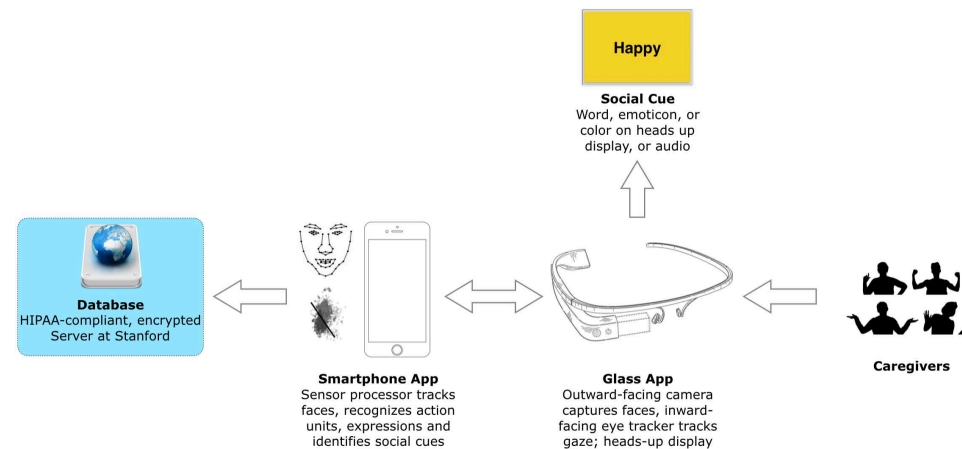 Happy
Social Cue
Word, emoticon, or
color on heads up
display, or audio
Database
HIPAA-compliant, encrypted
Server at Stanford
Smartphone App
Sensor processor tracks
faces, recognizes action
units, expressions and
identifies social cues
Glass App
Outward-facing camera
captures faces, inward-
facing eye tracker tracks
gaze; heads-up display
Caregivers